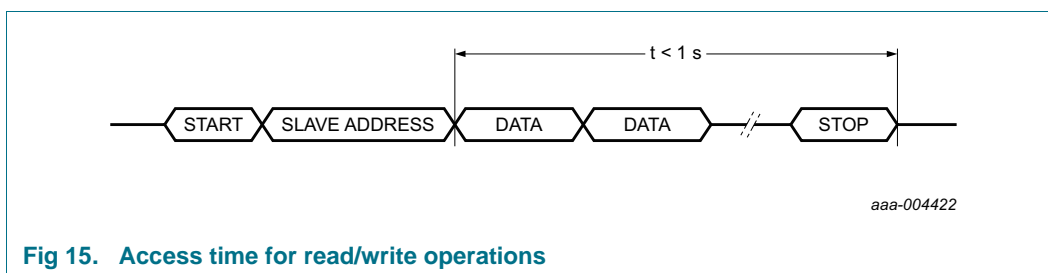 t < 1 s
START SLAVE ADDRESS DATA DATA STOP
aaa-004422
Fig 15. Access time for read/write operations